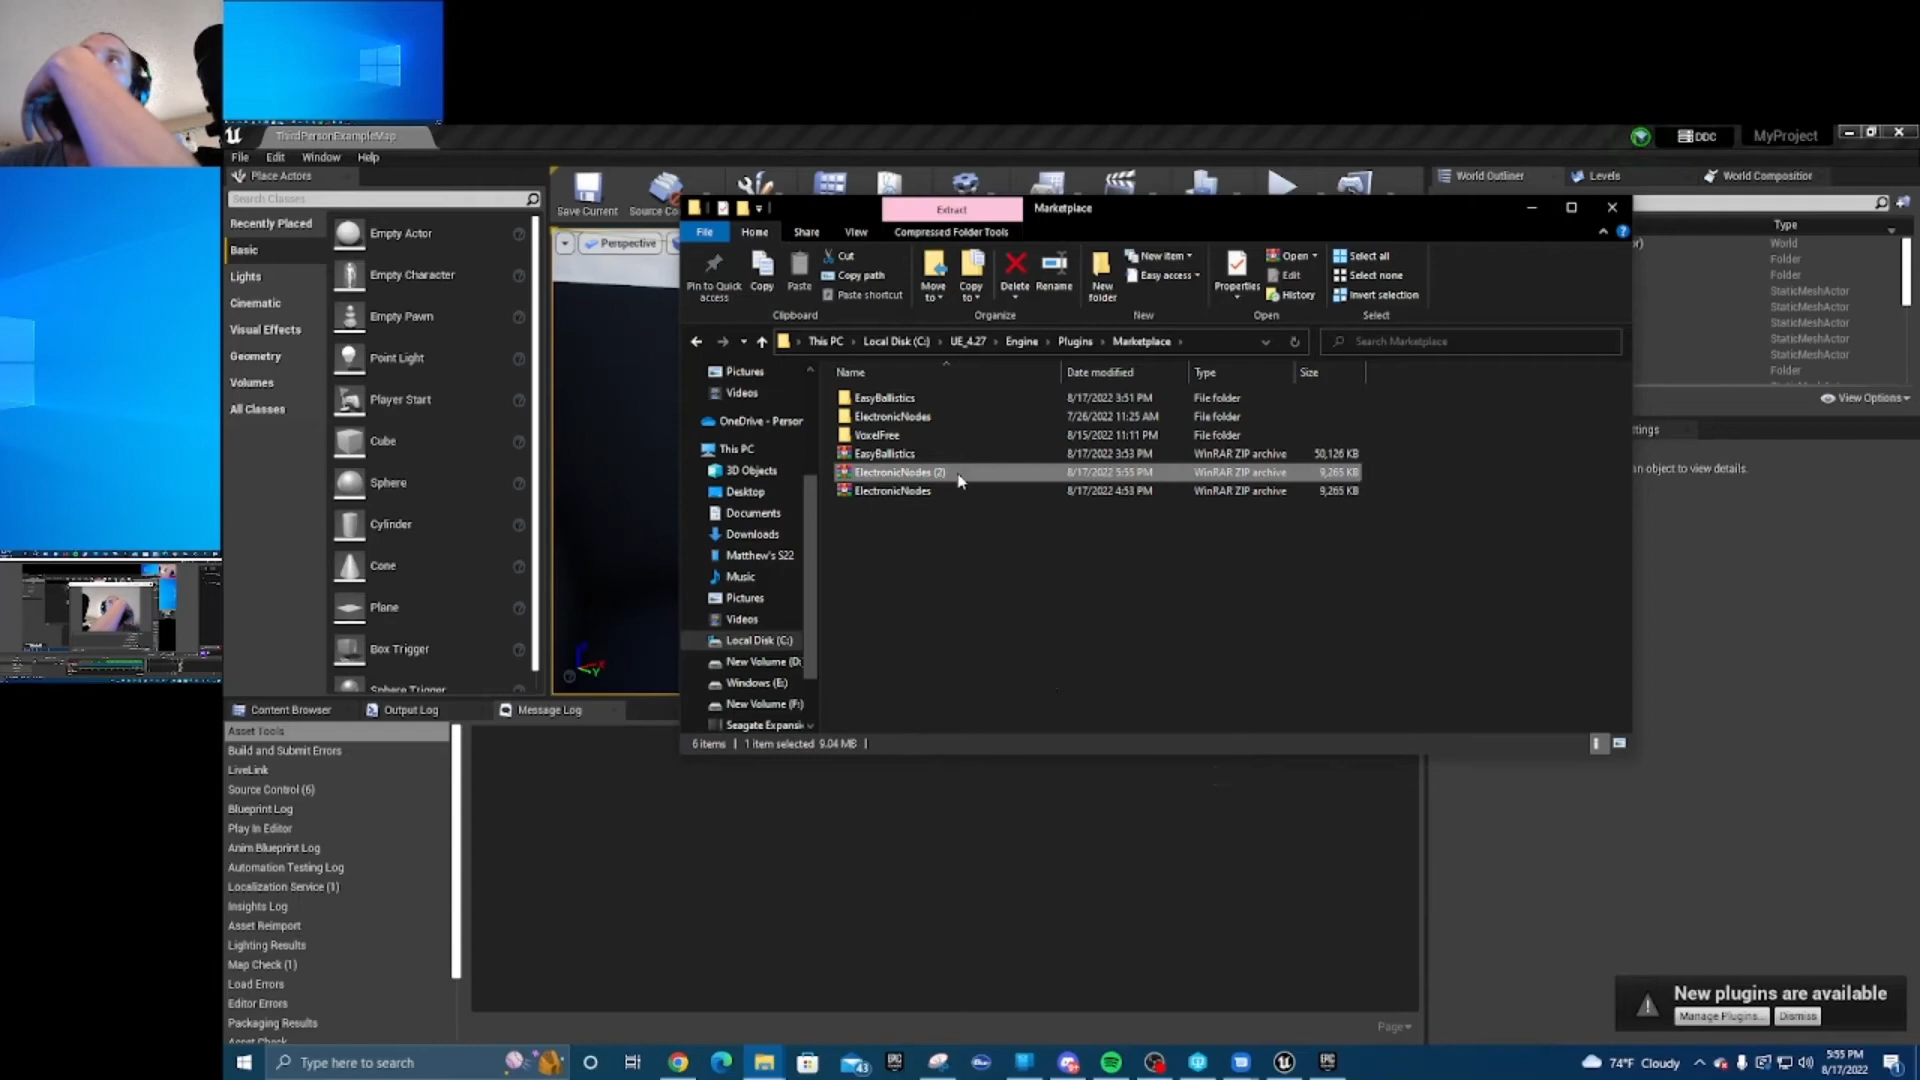 ThirdPersonExampleMap
DDC
MyProject
File Edit Window Help
Place Actors
Search Classes
Recently Placed
Basic
Lights
Cinematic
Visual Effects
Geometry
Volumes
All Classes
Empty Actor
Empty Character
Empty Pawn
Point Light
Player Start
Cube
Sphere
Cylinder
Cone
Plane
Box Trigger
Sphere Trigger
Save Current
Source Co
Perspective
World Outliner
Levels
World Composition
Type
World
Folder
Folder
StaticMeshActor
StaticMeshActor
StaticMeshActor
StaticMeshActor
StaticMeshActor
Folder
View Options
ttings
an object to view details.
Extract
Marketplace
File Home Share View Compressed Folder Tools
Pin to Quick access
Copy
Paste
Cut
Copy path
Paste shortcut
Clipboard
Move to
Copy to
Delete
Rename
Organize
New folder
New item
Easy access
New
Properties
Open
Edit
History
Open
Select all
Select none
Invert selection
Select
This PC
Local Disk (C:)
UE_4.27
Engine
Plugins
Marketplace
Search Marketplace
Name Date modified Type Size
EasyBallistics 8/17/2022 3:51 PM File folder
ElectronicNodes 7/26/2022 11:25 AM File folder
VoxelFree 8/15/2022 11:11 PM File folder
EasyBallistics 8/17/2022 3:53 PM WinRAR ZIP archive 50,126 KB
ElectronicNodes (2) 8/17/2022 5:55 PM WinRAR ZIP archive 9,265 KB
ElectronicNodes 8/17/2022 4:53 PM WinRAR ZIP archive 9,265 KB
Pictures
Videos
OneDrive - Person
This PC
3D Objects
Desktop
Documents
Downloads
Matthew's S22
Music
Pictures
Videos
Local Disk (C:)
New Volume (D:
Windows (E:)
New Volume (F:)
Seagate Expansi
6 items 1 item selected 9.04 MB
Content Browser
Output Log
Message Log
Asset Tools
Build and Submit Errors
LiveLink
Source Control (6)
Blueprint Log
Play In Editor
Anim Blueprint Log
Automation Testing Log
Localization Service (1)
Insights Log
Asset Reimport
Lighting Results
Map Check (1)
Load Errors
Editor Errors
Packaging Results
Asset Check
Page
New plugins are available
Manage Plugins...
Dismiss
Type here to search
43
74°F Cloudy
5:55 PM
8/17/2022